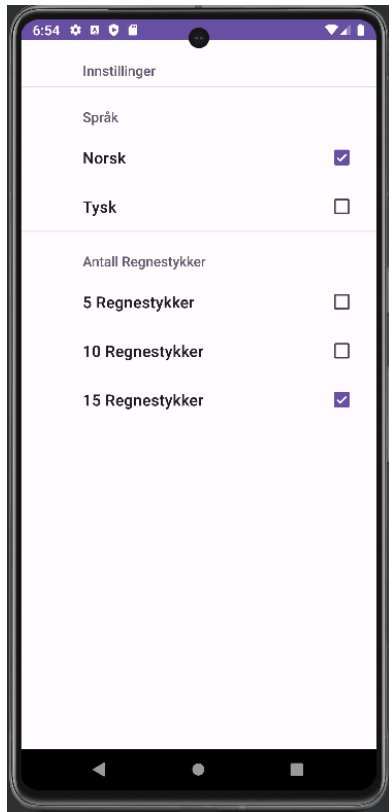 6:54
Innstillinger
Språk
Norsk
Tysk
Antall Regnestykker
5 Regnestykker
10 Regnestykker
15 Regnestykker